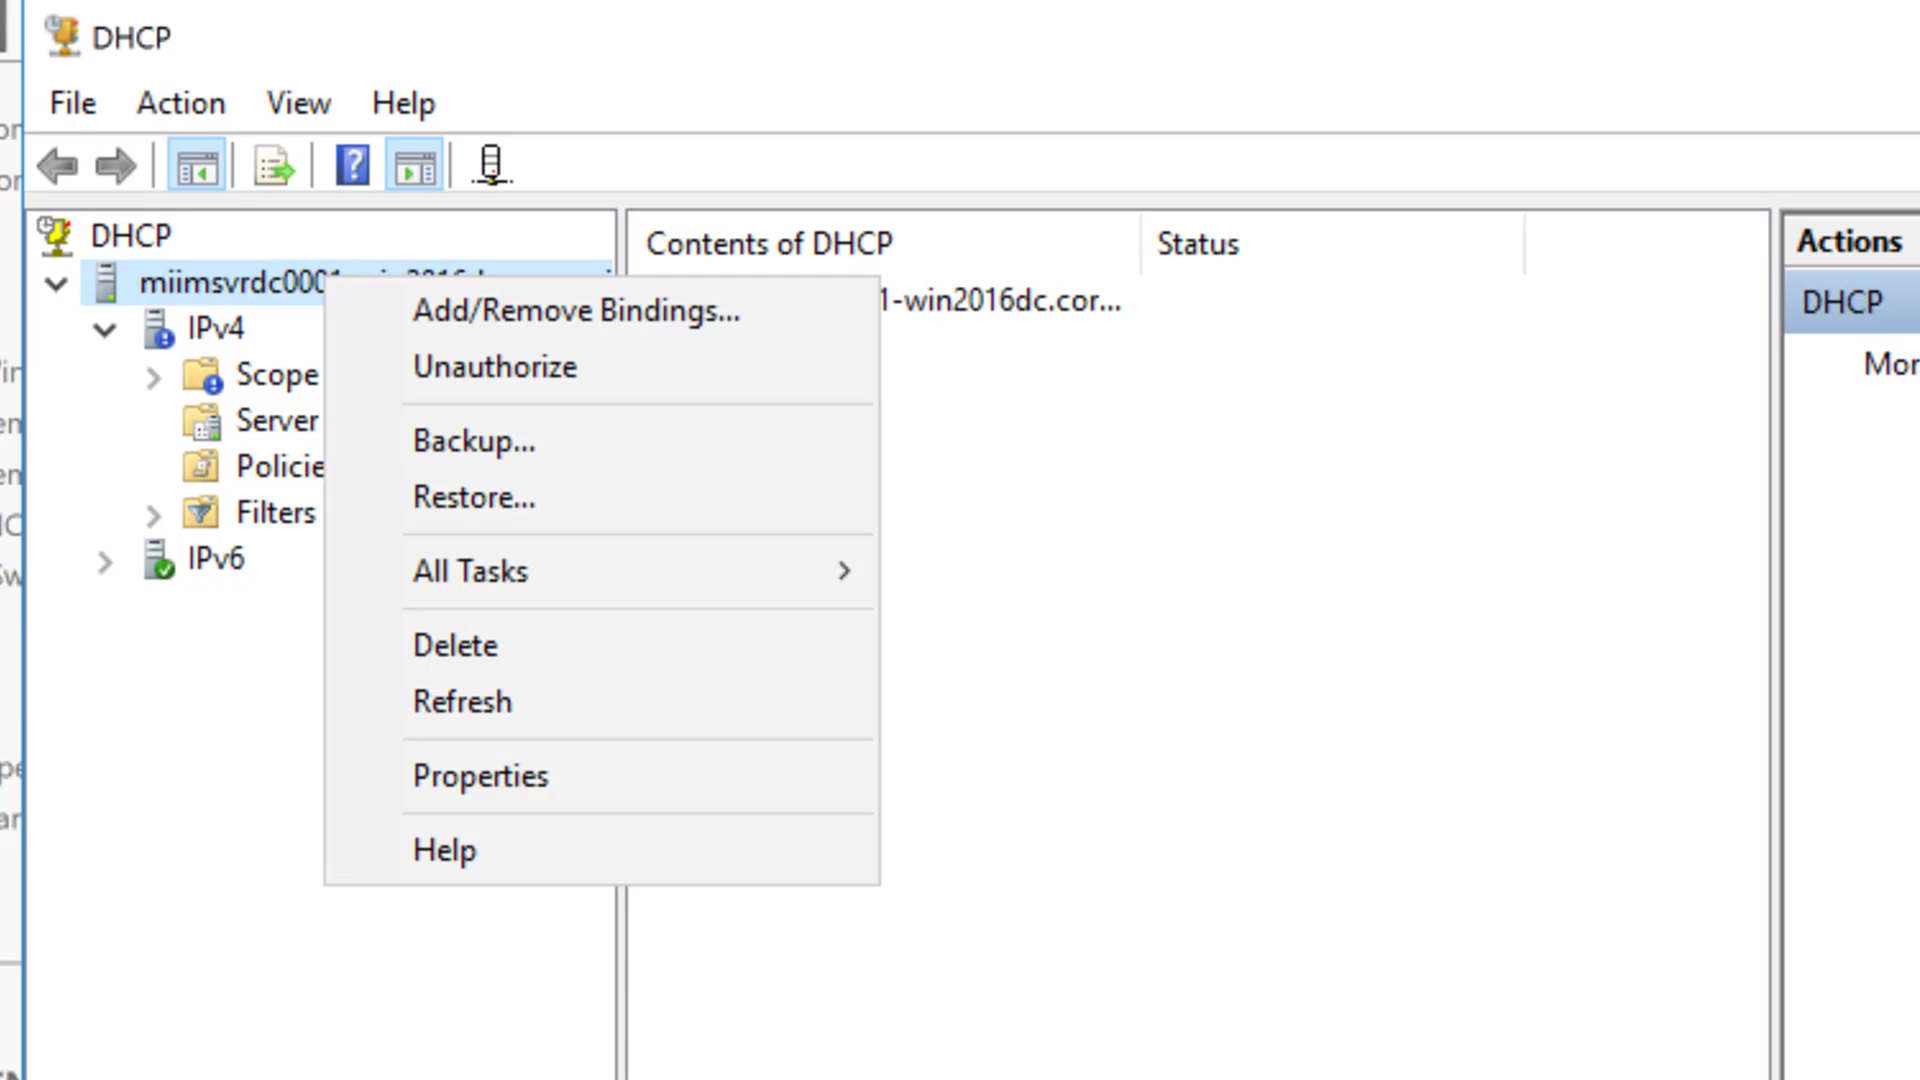 DHCP
File Action View Help
DHCP
miimsvrdc0001
IPv4
Scope
Server
Policie
Filters
IPv6
Add/Remove Bindings...
Unauthorize
Backup...
Restore...
All Tasks
Delete
Refresh
Properties
Help
Contents of DHCP Status
1-win2016dc.cor...
Actions
DHCP
Mor